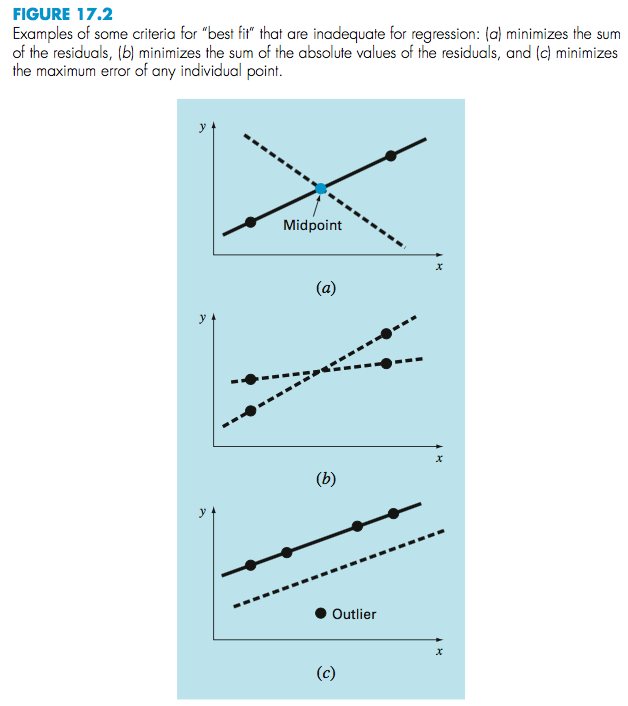 FIGURE 17.2
Examples of some criteria for “best fit” that are inadequate for regression: (a) minimizes the sum
of the residuals, (b) minimizes the sum of the absolute values of the residuals, and (c) minimizes
the maximum error of any individual point.
y
Midpoint
x
(a)
y
x
(b)
y
Outlier
x
(c)